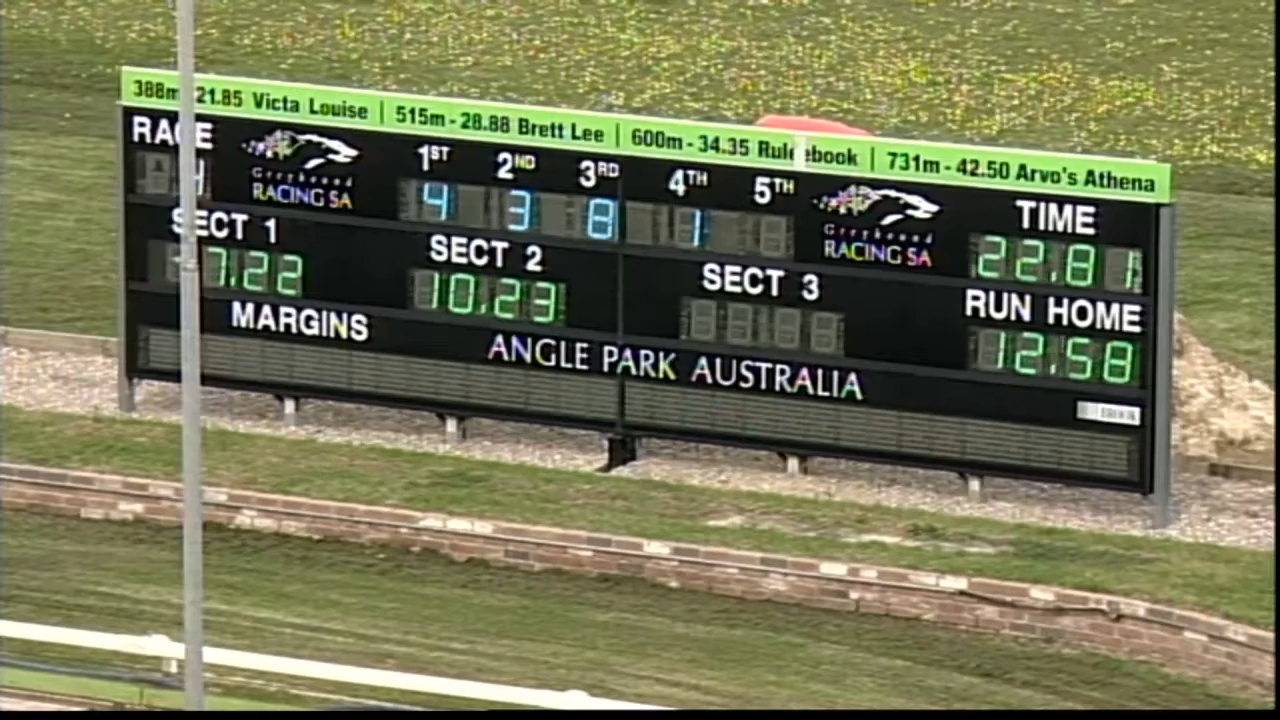 388m 21.85 Victa Louise | 515m - 28.88 Brett Lee | 600m - 34.35 Rulebook | 731m - 42.50 Arvo's Athena
RACE 1ST 2ND 3RD 4TH 5TH TIME
4 Greyhound RACING SA 4 3 8 1 Greyhound RACING SA 22.81
SECT 1 SECT 2 SECT 3 RUN HOME
7.22 10.23 12.58
MARGINS ANGLE PARK AUSTRALIA